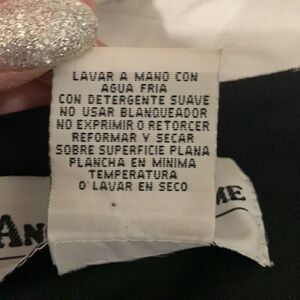 LAVAR A MANO CON
AGUA FRIA
CON DETERGENTE SUAVE
NO USAR BLANQUEADOR
NO EXPRIMIR O RETORCER
REFORMAR Y SECAR
SOBRE SUPERFICIE PLANA
PLANCHA EN MINIMA
TEMPERATURA
O LAVAR EN SECO